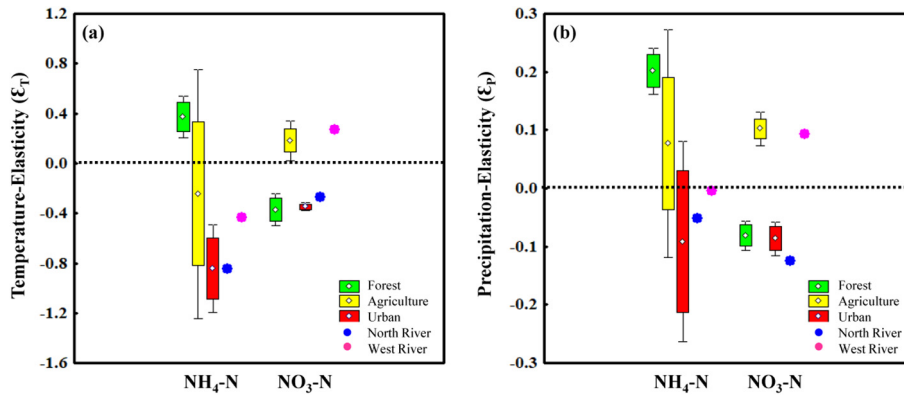 (a)
Temperature-Elasticity (ε_T)
1.2
0.8
0.4
0.0
-0.4
-0.8
-1.2
-1.6
NH₄-N
NO₃-N
Forest
Agriculture
Urban
North River
West River
(b)
Precipitation-Elasticity (ε_P)
0.3
0.2
0.1
0.0
-0.1
-0.2
-0.3
NH₄-N
NO₃-N
Forest
Agriculture
Urban
North River
West River